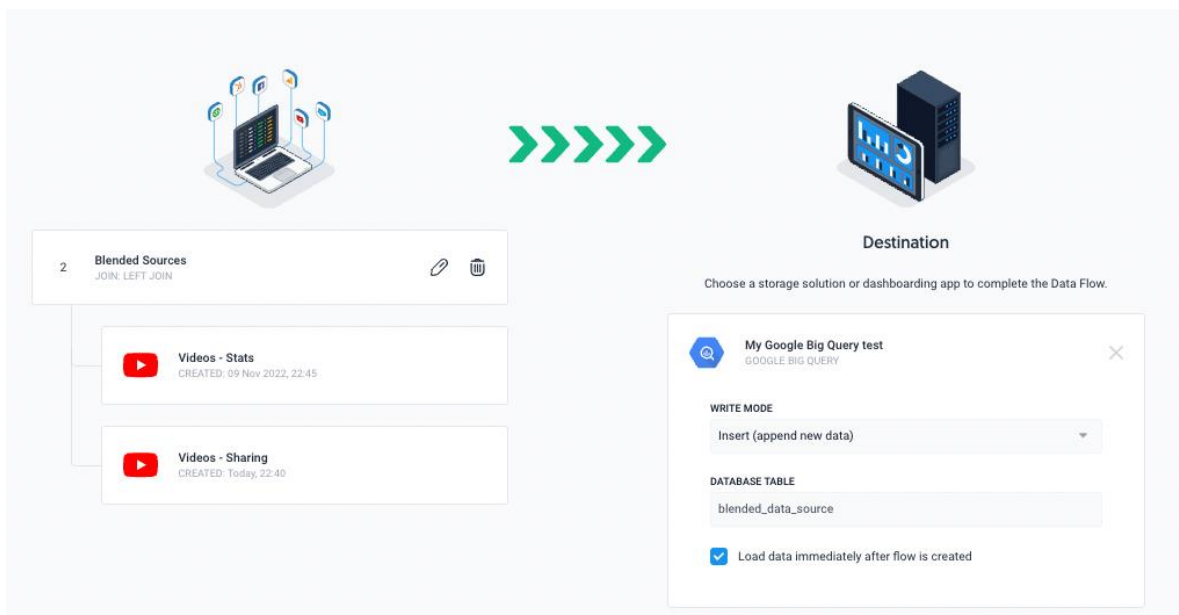 2
Blended Sources
JOIN: LEFT JOIN
Videos - Stats
CREATED: 09 Nov 2022, 22:45
Videos - Sharing
CREATED: Today, 22:40
Destination
Choose a storage solution or dashboarding app to complete the Data Flow.
My Google Big Query test
GOOGLE BIG QUERY
WRITE MODE
Insert (append new data)
DATABASE TABLE
blended_data_source
Load data immediately after flow is created